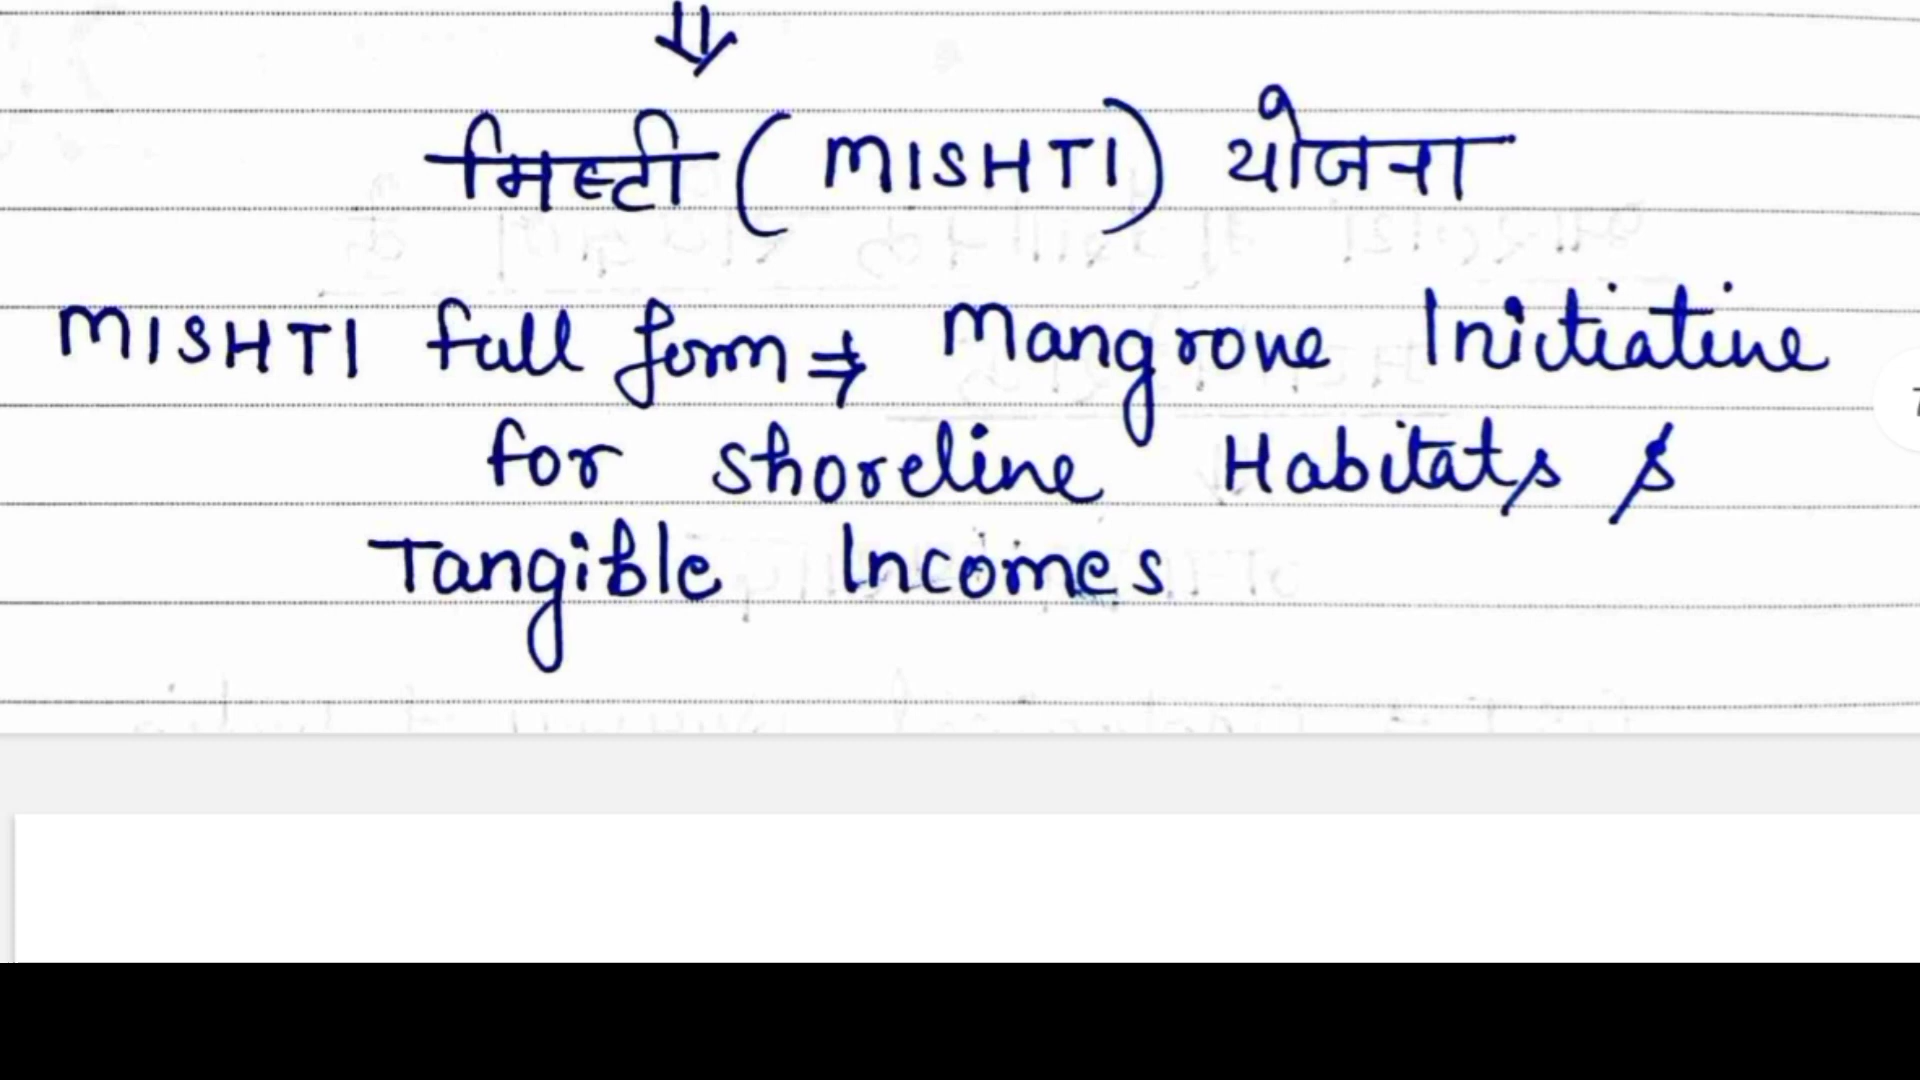 मिष्टी (MISHTI) योजना
MISHTI full form ⇒ Mangrove Initiative
for shoreline Habitats &
Tangible Incomes